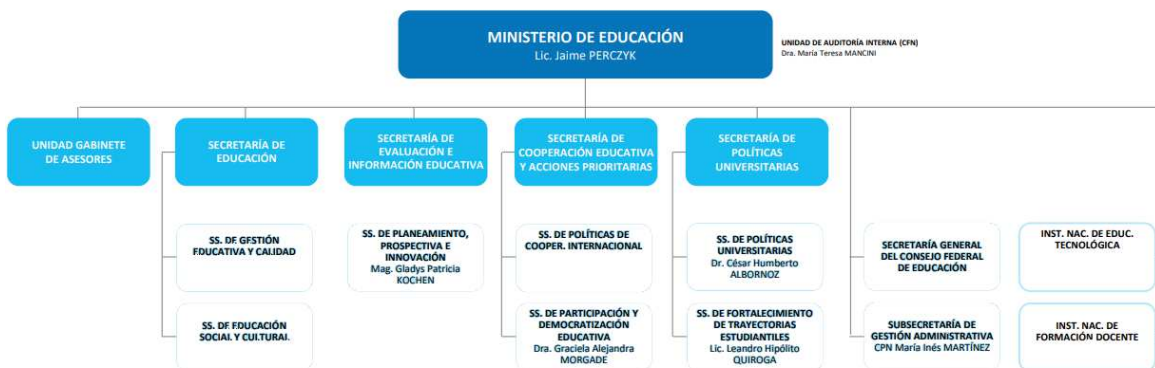 MINISTERIO DE EDUCACIÓN
Lic. Jaime PERCZYK
UNIDAD DE AUDITORÍA INTERNA (CFN)
Dra. María Teresa MANCINI
UNIDAD GABINETE
DE ASESORES
SECRETARÍA DE
EDUCACIÓN
SECRETARÍA DE
EVALUACIÓN E
INFORMACIÓN EDUCATIVA
SECRETARÍA DE
COOPERACIÓN EDUCATIVA
Y ACCIONES PRIORITARIAS
SECRETARÍA DE
POLÍTICAS
UNIVERSITARIAS
SS. DE GESTIÓN
EDUCATIVA Y CALIDAD
SS. DE PLANEAMIENTO,
PROSPECTIVA E
INNOVACIÓN
Mag. Gladys Patricia
KOCHEN
SS. DE POLÍTICAS DE
COOPER. INTERNACIONAL
SS. DE POLÍTICAS
UNIVERSITARIAS
Dr. César Humberto
ALBORNOZ
SECRETARÍA GENERAL
DEL CONSEJO FEDERAL
DE EDUCACIÓN
INST. NAC. DE EDUC.
TECNOLÓGICA
SS. DE EDUCACIÓN
SOCIAL Y CULTURAL
SS. DE PARTICIPACIÓN Y
DEMOCRATIZACIÓN
EDUCATIVA
Dra. Graciela Alejandra
MORGADE
SS. DE FORTALECIMIENTO
DE TRAYECTORIAS
ESTUDIANTILES
Lic. Leandro Hipólito
QUIROGA
SUBSECRETARÍA DE
GESTIÓN ADMINISTRATIVA
CPN María Inés MARTÍNEZ
INST. NAC. DE
FORMACIÓN DOCENTE